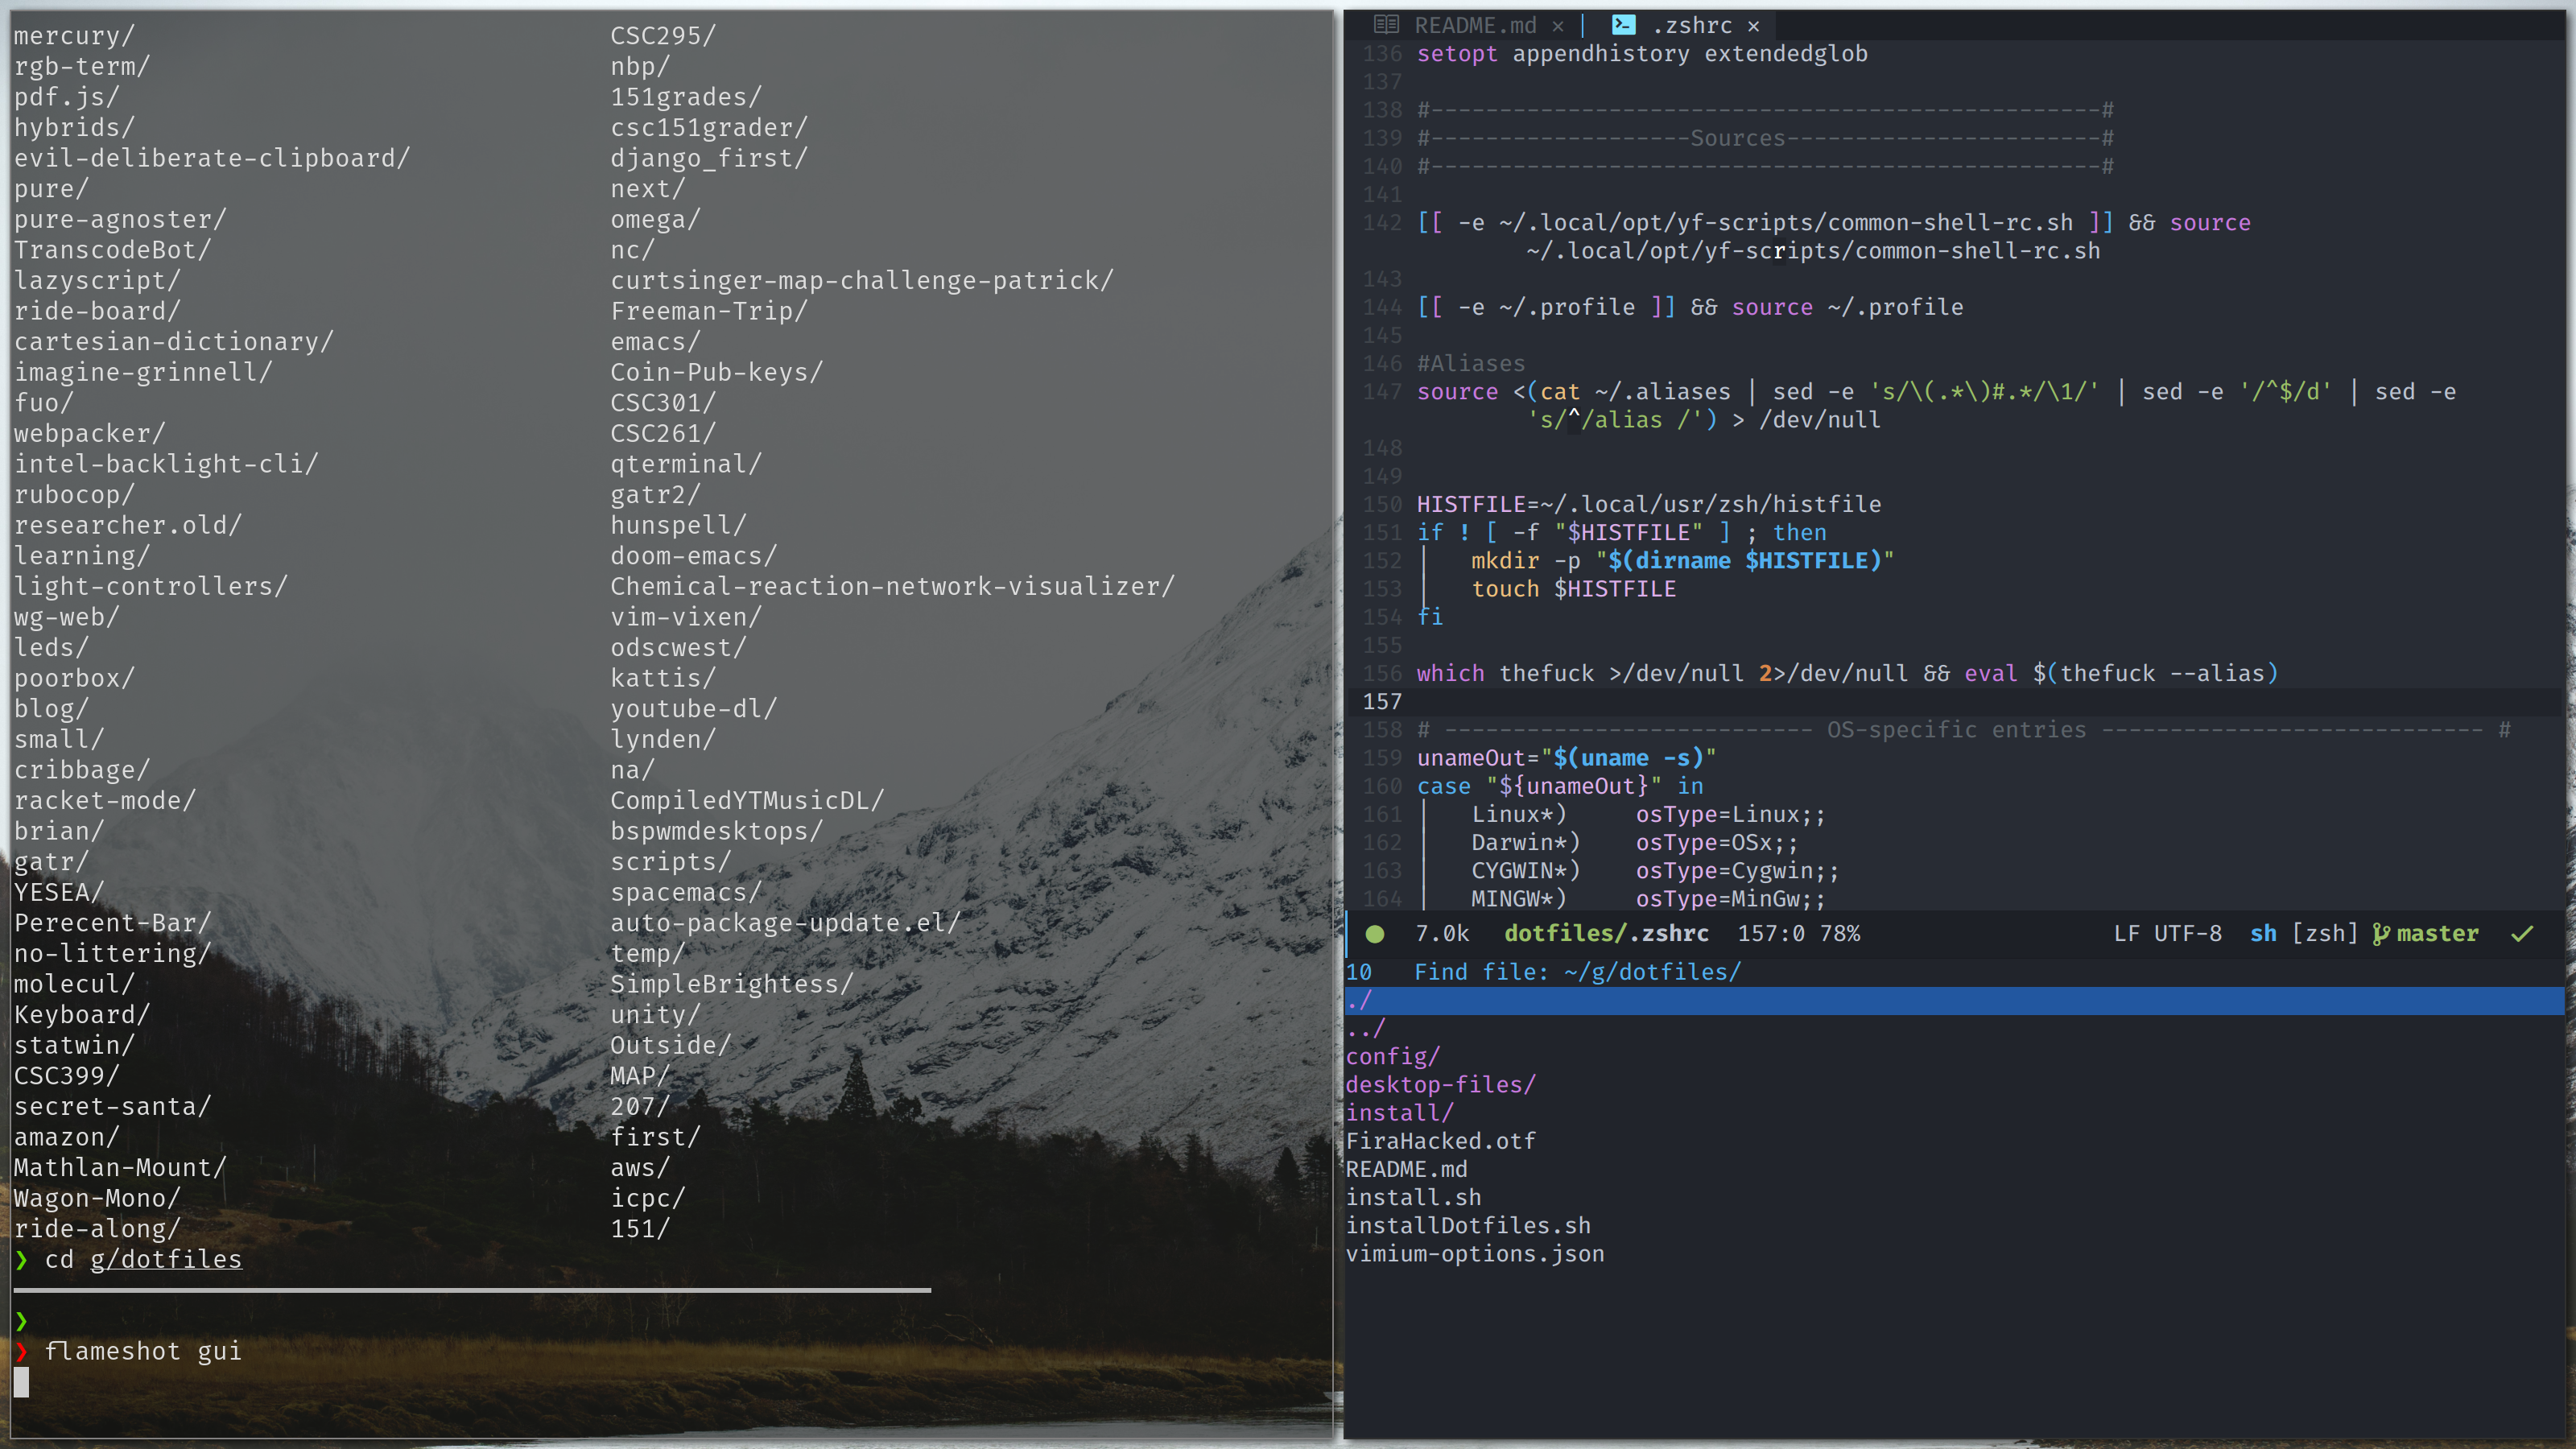 mercury/ CSC295/
rgb-term/ nbp/
pdf.js/ 151grades/
hybrids/ csc151grader/
evil-deliberate-clipboard/ django_first/
pure/ next/
pure-agnoster/ omega/
TranscodeBot/ nc/
lazyscript/ curtsinger-map-challenge-patrick/
ride-board/ Freeman-Trip/
cartesian-dictionary/ emacs/
imagine-grinnell/ Coin-Pub-keys/
fuo/ CSC301/
webpacker/ CSC261/
intel-backlight-cli/ qterminal/
rubocop/ gatr2/
researcher.old/ hunspell/
learning/ doom-emacs/
light-controllers/ Chemical-reaction-network-visualizer/
wg-web/ vim-vixen/
leds/ odscwest/
poorbox/ kattis/
blog/ youtube-dl/
small/ lynden/
cribbage/ na/
racket-mode/ CompiledYTMusicDL/
brian/ bspwmdesktops/
gatr/ scripts/
YESEA/ spacemacs/
Perecent-Bar/ auto-package-update.el/
no-littering/ temp/
molecul/ SimpleBrightess/
Keyboard/ unity/
statwin/ Outside/
CSC399/ MAP/
secret-santa/ 207/
amazon/ first/
Mathlan-Mount/ aws/
Wagon-Mono/ icpc/
ride-along/ 151/
❯ cd g/dotfiles
❯
❯ flameshot gui
README.md × .zshrc ×
136 setopt appendhistory extendedglob
137
138 #-------------------------------------------------#
139 #-------------------Sources-----------------------#
140 #-------------------------------------------------#
141
142 [[ -e ~/.local/opt/yf-scripts/common-shell-rc.sh ]] && source
~/.local/opt/yf-scripts/common-shell-rc.sh
143
144 [[ -e ~/.profile ]] && source ~/.profile
145
146 #Aliases
147 source <(cat ~/.aliases | sed -e 's/\(.*\)#.*/\1/' | sed -e '/^$/d' | sed -e
's/^/alias /') > /dev/null
148
149
150 HISTFILE=~/.local/usr/zsh/histfile
151 if ! [ -f "$HISTFILE" ] ; then
152 mkdir -p "$(dirname $HISTFILE)"
153 touch $HISTFILE
154 fi
155
156 which thefuck >/dev/null 2>/dev/null && eval $(thefuck --alias)
157
158 # --------------------------- OS-specific entries ---------------------------- #
159 unameOut="$(uname -s)"
160 case "${unameOut}" in
161 Linux*) osType=Linux;;
162 Darwin*) osType=OSx;;
163 CYGWIN*) osType=Cygwin;;
164 MINGW*) osType=MinGw;;
7.0k dotfiles/.zshrc 157:0 78% LF UTF-8 sh [zsh] master ✓
10 Find file: ~/g/dotfiles/
./
../
config/
desktop-files/
install/
FiraHacked.otf
README.md
install.sh
installDotfiles.sh
vimium-options.json